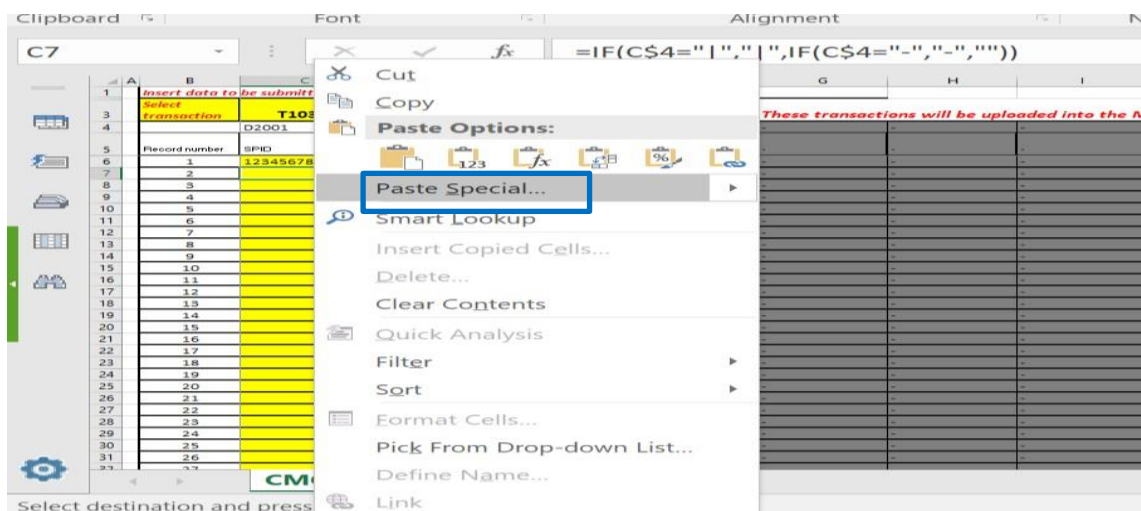 Clipboard Font Alignment N
C7 fx =IF(C$4="|","|",IF(C$4="-","-",""))
A B C G H I
1 Insert data to be submitt
3 Select transaction T103 These transactions will be uploaded into the M
4 D2001 - - -
5 Record number SPID
6 1 12345678
7 2
8 3
9 4
10 5
11 6
12 7
13 8
14 9
15 10
16 11
17 12
18 13
19 14
20 15
21 16
22 17
23 18
24 19
25 20
26 21
27 22
28 23
29 24
30 25
31 26
Cut
Copy
Paste Options:
123 fx %
Paste Special...
Smart Lookup
Insert Copied Cells...
Delete...
Clear Contents
Quick Analysis
Filter
Sort
Format Cells...
Pick From Drop-down List...
Define Name...
Link
CM
Select destination and press